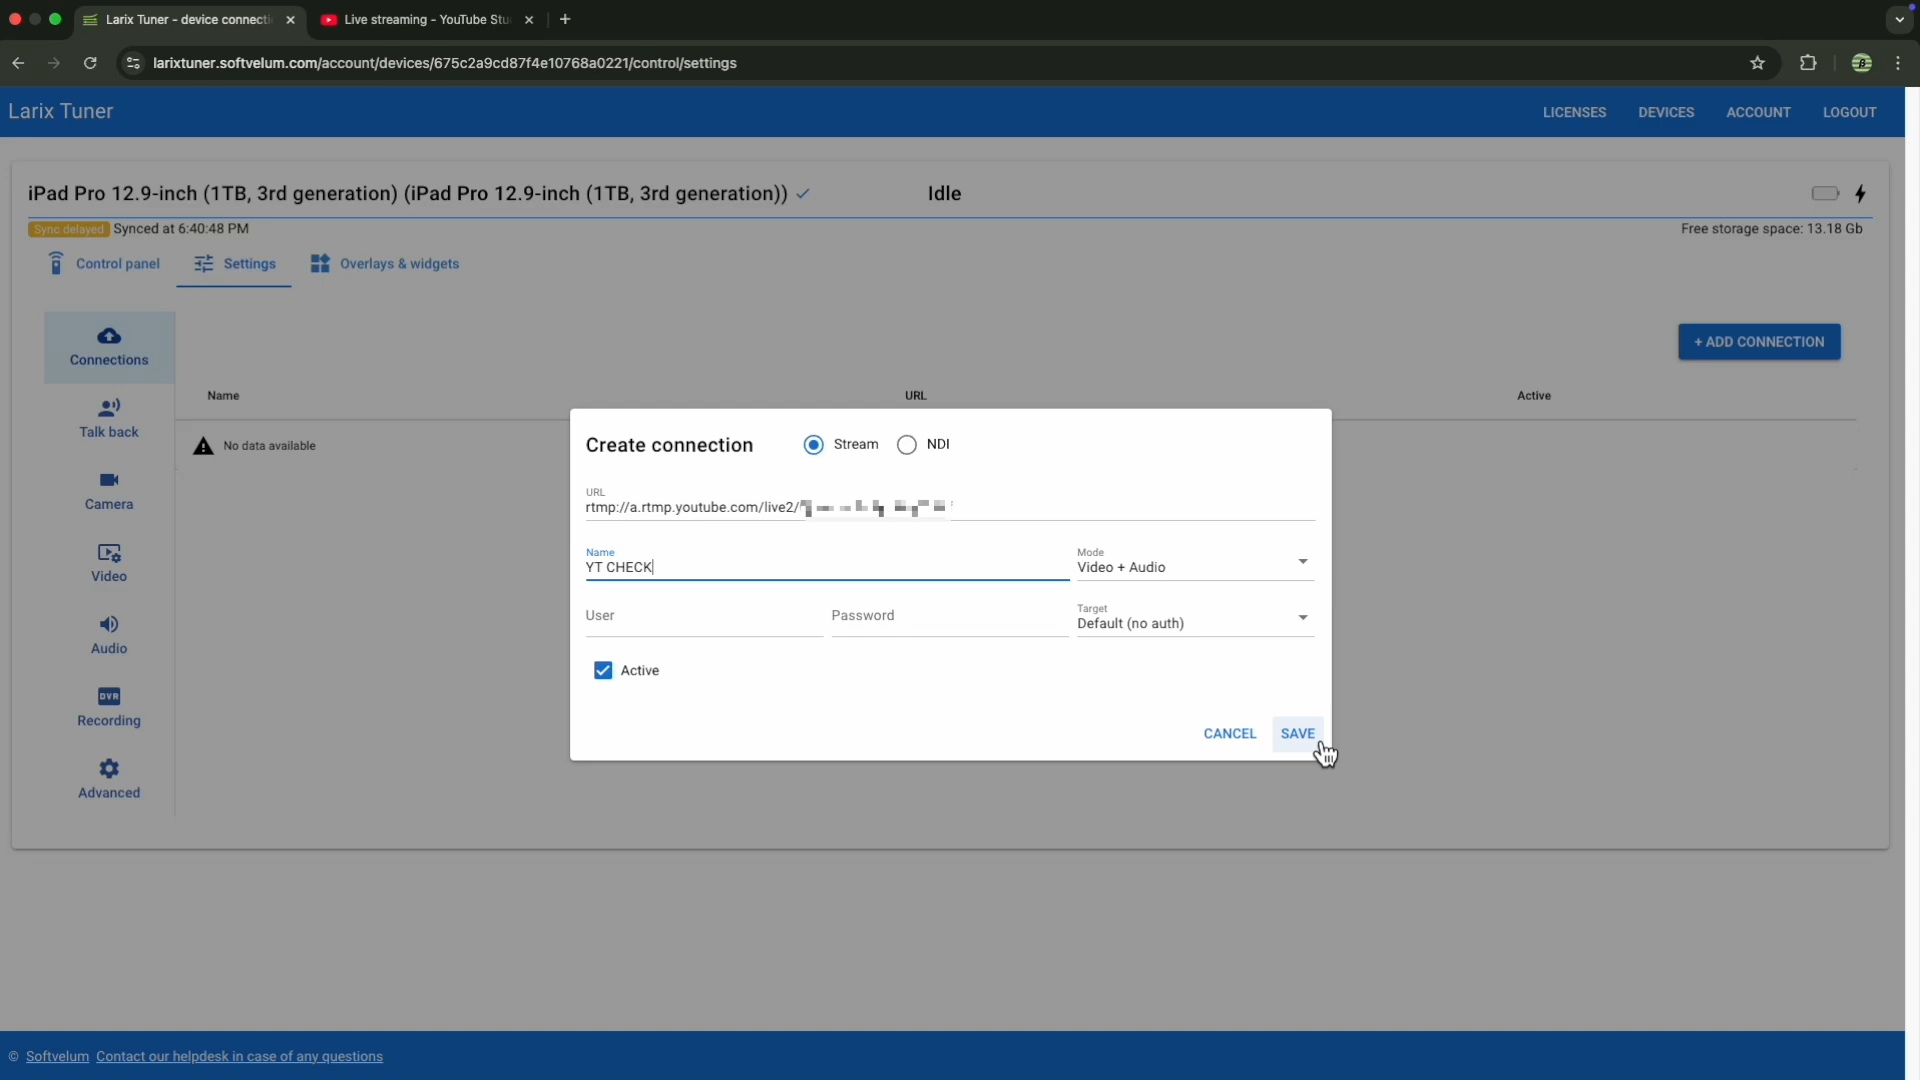 Larix Tuner - device connecti
Live streaming - YouTube Stu
larixtuner.softvelum.com/account/devices/675c2a9cd87f4e10768a0221/control/settings
Larix Tuner
LICENSES
DEVICES
ACCOUNT
LOGOUT
iPad Pro 12.9-inch (1TB, 3rd generation) (iPad Pro 12.9-inch (1TB, 3rd generation))
Idle
Sync delayed Synced at 6:40:48 PM
Free storage space: 13.18 Gb
Control panel
Settings
Overlays & widgets
Connections
+ ADD CONNECTION
Name
URL
Active
Talk back
No data available
Camera
Video
Audio
DVR
Recording
Advanced
Create connection
Stream
NDI
URL
rtmp://a.rtmp.youtube.com/live2/
Name
YT CHECK
Mode
Video + Audio
User
Password
Target
Default (no auth)
Active
CANCEL
SAVE
© Softvelum Contact our helpdesk in case of any questions